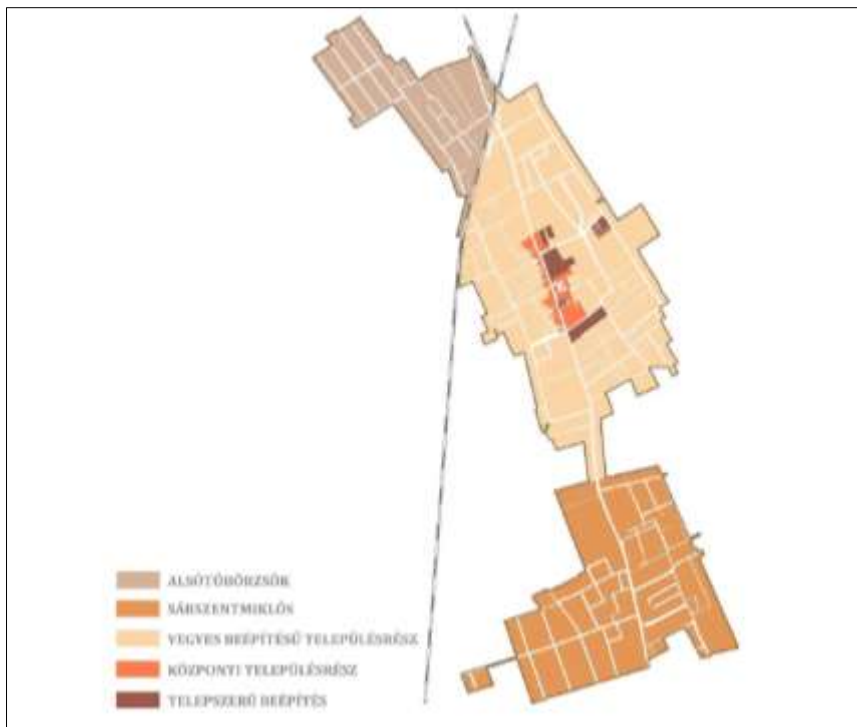 ALSÓTÖBÖRZSÖK
SÁRSZENTMIKLÓS
VEGYES BEÉPÍTÉSŰ TELEPÜLÉSRÉSZ
KÖZPONTI TELEPÜLÉSRÉSZ
TELEPSZERŰ BEÉPÍTÉS